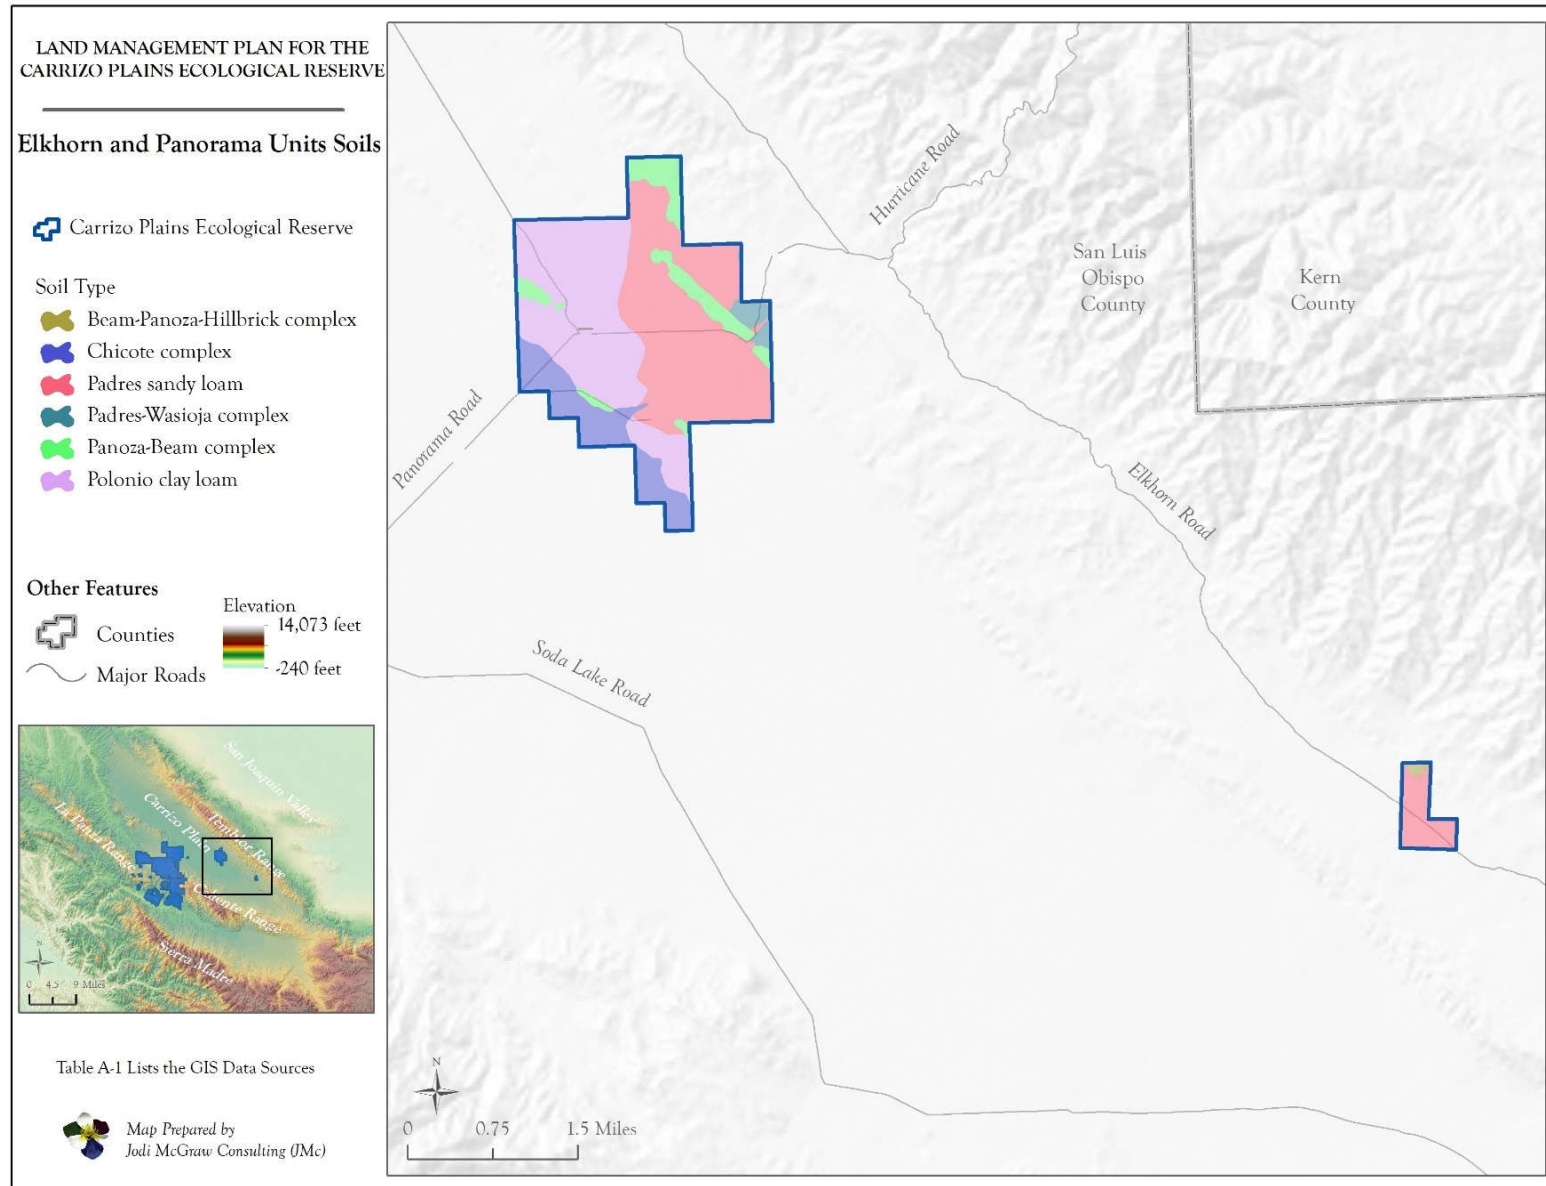 LAND MANAGEMENT PLAN FOR THE
CARRIZO PLAINS ECOLOGICAL RESERVE
Elkhorn and Panorama Units Soils
Carrizo Plains Ecological Reserve
Soil Type
Beam-Panoza-Hillbrick complex
Chicote complex
Padres sandy loam
Padres-Wasioja complex
Panoza-Beam complex
Polonio clay loam
Other Features
Counties
Major Roads
Elevation
14,073 feet
-240 feet
San Joaquin Valley
Carrizo Plain
Temblor Range
La Panza Range
Caliente Range
Sierra Madre
N
0 4.5 9 Miles
Table A-1 Lists the GIS Data Sources
Map Prepared by
Jodi McGraw Consulting (JMc)
Hurricane Road
San Luis
Obispo
County
Kern
County
Panorama Road
Elkhorn Road
Soda Lake Road
N
0 0.75 1.5 Miles